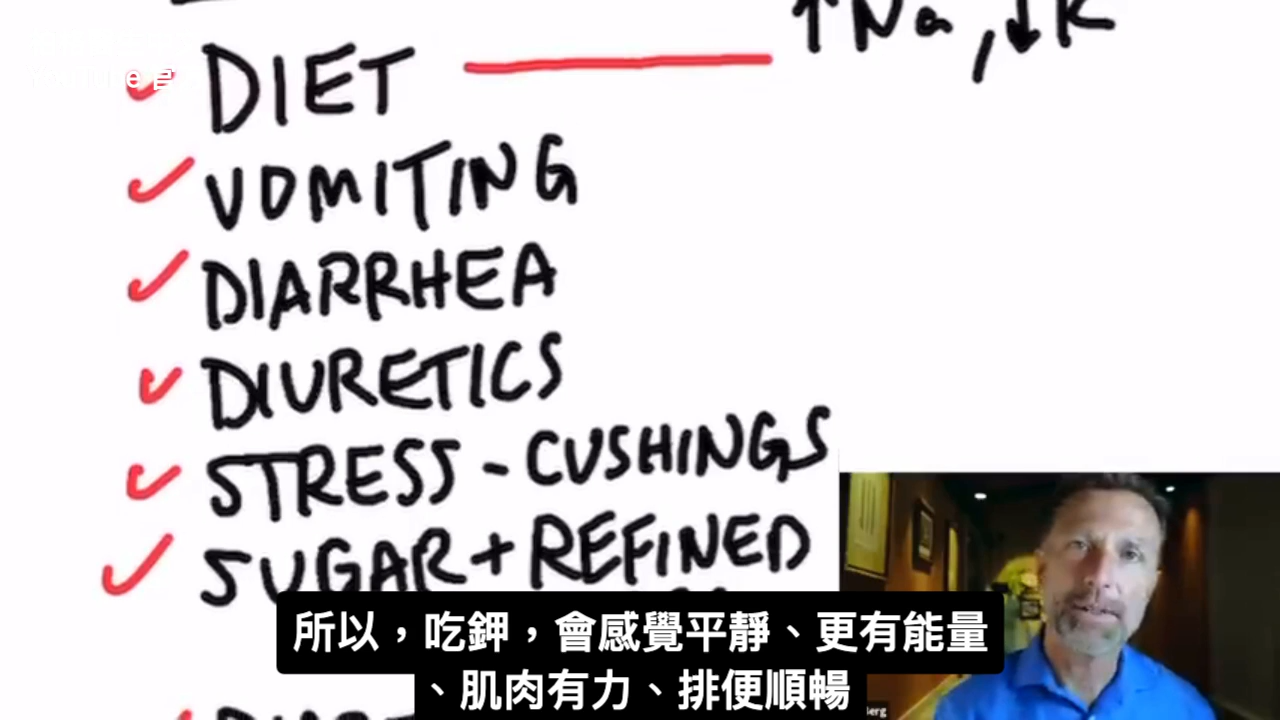 ↑Na, ↓K
DIET
VOMITING
DIARRHEA
DIURETICS
STRESS - CUSHINGS
SUGAR + REFINED
所以，吃鉀，會感覺平靜、更有能量
、肌肉有力、排便順暢
Berg